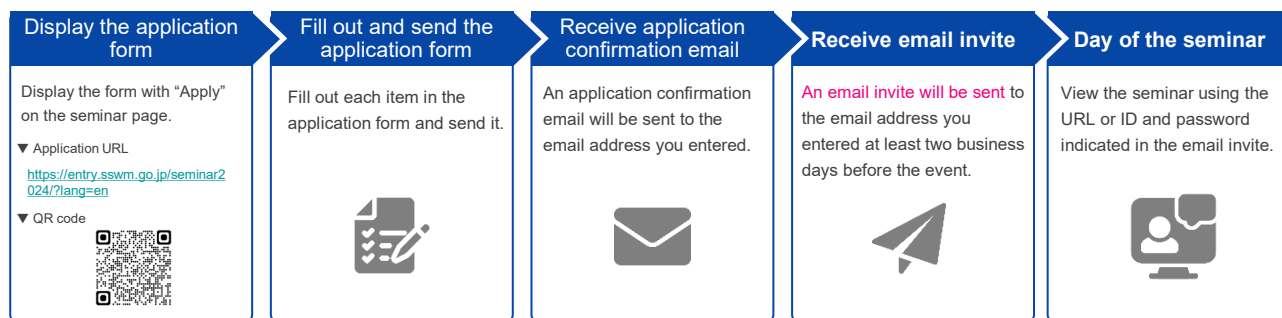 Display the application
form
Display the form with “Apply”
on the seminar page.
▼ Application URL
https://entry.sswm.go.jp/seminar2
024/?lang=en
▼ QR code
Fill out and send the
application form
Fill out each item in the
application form and send it.
Receive application
confirmation email
An application confirmation
email will be sent to the
email address you entered.
Receive email invite
An email invite will be sent to
the email address you
entered at least two business
days before the event.
Day of the seminar
View the seminar using the
URL or ID and password
indicated in the email invite.